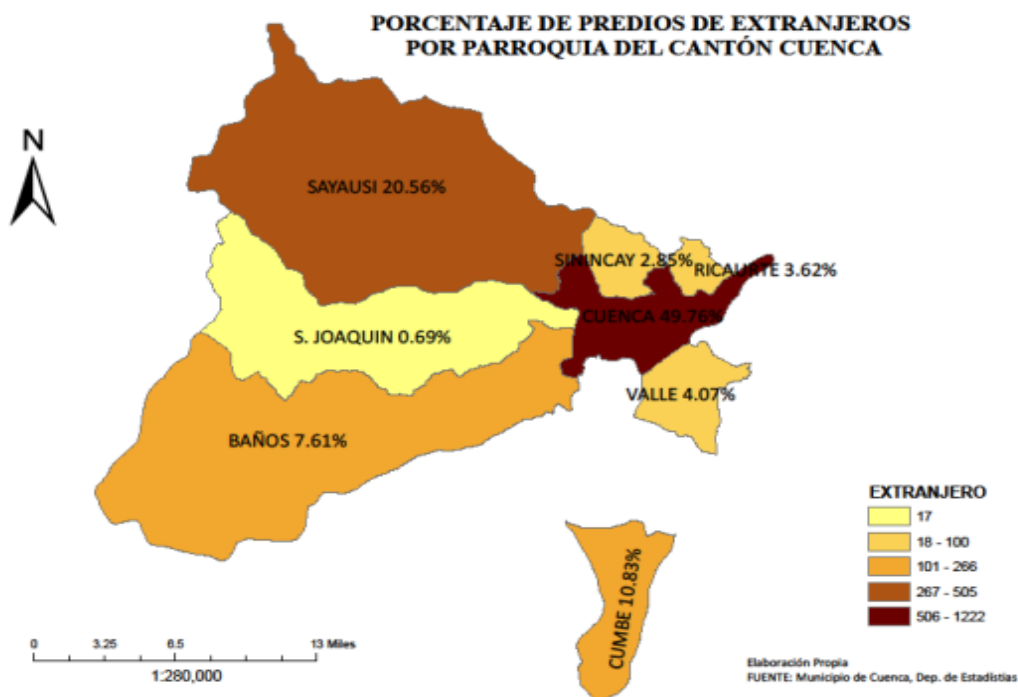 PORCENTAJE DE PREDIOS DE EXTRANJEROS
POR PARROQUIA DEL CANTÓN CUENCA
N
SAYAUSI 20.56%
SININCAY 2.85%
RICAURTE 3.62%
CUENCA 49.76%
S. JOAQUIN 0.69%
VALLE 4.07%
BAÑOS 7.61%
CUMBE 10.83%
EXTRANJERO
17
18 - 100
101 - 266
267 - 505
506 - 1222
0 3.25 6.5 13 Miles
1:280,000
Elaboración Propia
FUENTE: Municipio de Cuenca, Dep. de Estadistias